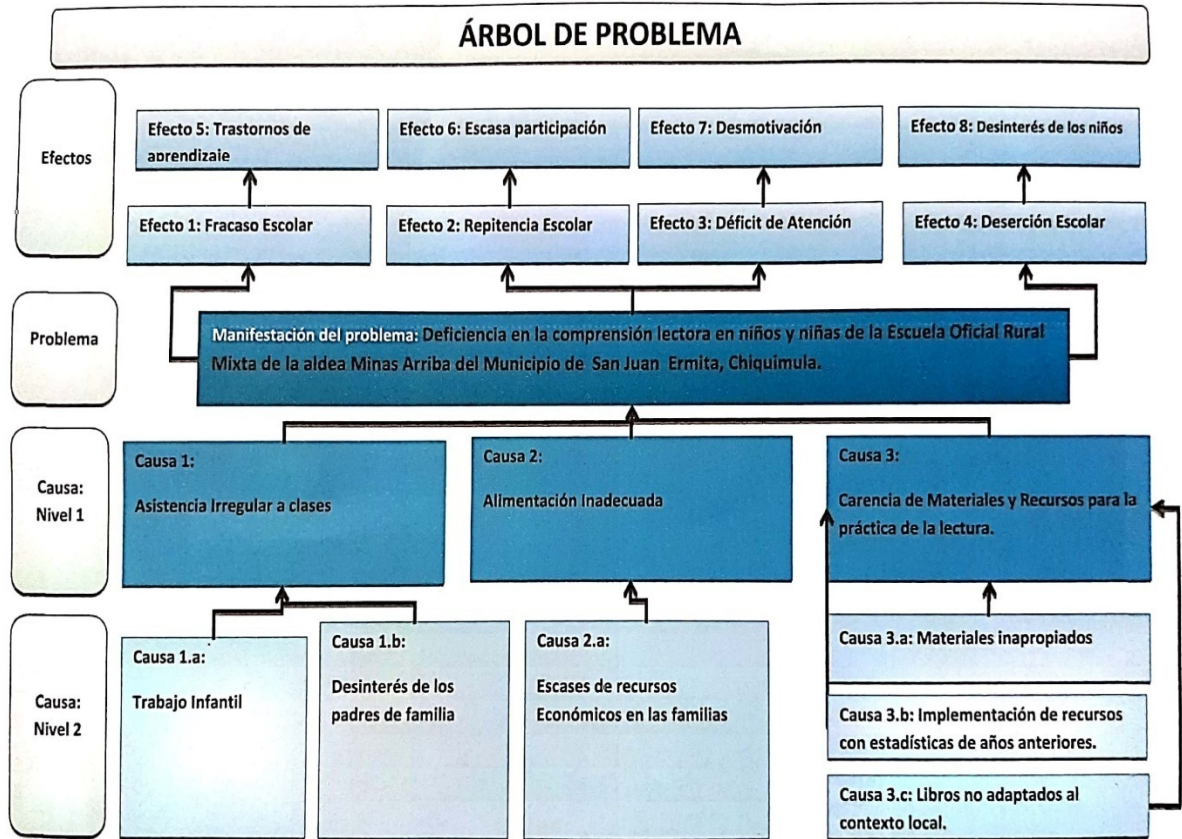 ÁRBOL DE PROBLEMA
Efectos
Efecto 5: Trastornos de
aprendizaje
Efecto 6: Escasa participación
Efecto 7: Desmotivación
Efecto 8: Desinterés de los niños
Efecto 1: Fracaso Escolar
Efecto 2: Repitencia Escolar
Efecto 3: Déficit de Atención
Efecto 4: Deserción Escolar
Problema
Manifestación del problema: Deficiencia en la comprensión lectora en niños y niñas de la Escuela Oficial Rural
Mixta de la aldea Minas Arriba del Municipio de San Juan Ermita, Chiquimula.
Causa:
Nivel 1
Causa 1:
Asistencia Irregular a clases
Causa 2:
Alimentación Inadecuada
Causa 3:
Carencia de Materiales y Recursos para la
práctica de la lectura.
Causa:
Nivel 2
Causa 1.a:
Trabajo Infantil
Causa 1.b:
Desinterés de los
padres de familia
Causa 2.a:
Escases de recursos
Económicos en las familias
Causa 3.a: Materiales inapropiados
Causa 3.b: Implementación de recursos
con estadísticas de años anteriores.
Causa 3.c: Libros no adaptados al
contexto local.